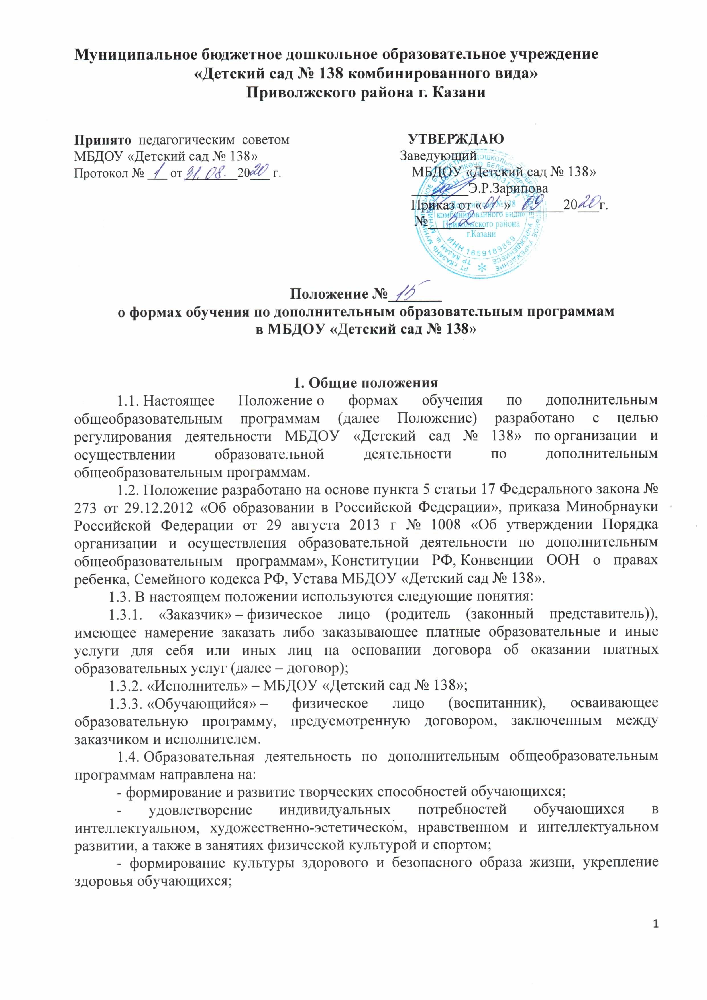 Муниципальное бюджетное дошкольное образовательное учреждение
«Детский сад № 138 комбинированного вида»
Приволжского района г. Казани
Принято педагогическим советом
МБДОУ «Детский сад № 138»
Протокол № 1 от 31.08. 2020 г.
УТВЕРЖДАЮ
Заведующий
МБДОУ «Детский сад № 138»
Э.Р.Зарипова
Приказ от «01» 09 2020г.
№ 52
«Детский сад №138
комбинированного вида»
Приволжского района
г.Казани
ИНН 1659189889
Положение № 15
о формах обучения по дополнительным образовательным программам
в МБДОУ «Детский сад № 138»
1. Общие положения
1.1. Настоящее Положение о формах обучения по дополнительным
общеобразовательным программам (далее Положение) разработано с целью
регулирования деятельности МБДОУ «Детский сад № 138» по организации и
осуществлении образовательной деятельности по дополнительным
общеобразовательным программам.
1.2. Положение разработано на основе пункта 5 статьи 17 Федерального закона №
273 от 29.12.2012 «Об образовании в Российской Федерации», приказа Минобрнауки
Российской Федерации от 29 августа 2013 г № 1008 «Об утверждении Порядка
организации и осуществления образовательной деятельности по дополнительным
общеобразовательным программам», Конституции РФ, Конвенции ООН о правах
ребенка, Семейного кодекса РФ, Устава МБДОУ «Детский сад № 138».
1.3. В настоящем положении используются следующие понятия:
1.3.1. «Заказчик» – физическое лицо (родитель (законный представитель)),
имеющее намерение заказать либо заказывающее платные образовательные и иные
услуги для себя или иных лиц на основании договора об оказании платных
образовательных услуг (далее – договор);
1.3.2. «Исполнитель» – МБДОУ «Детский сад № 138»;
1.3.3. «Обучающийся» – физическое лицо (воспитанник), осваивающее
образовательную программу, предусмотренную договором, заключенным между
заказчиком и исполнителем.
1.4. Образовательная деятельность по дополнительным общеобразовательным
программам направлена на:
- формирование и развитие творческих способностей обучающихся;
- удовлетворение индивидуальных потребностей обучающихся в
интеллектуальном, художественно-эстетическом, нравственном и интеллектуальном
развитии, а также в занятиях физической культурой и спортом;
- формирование культуры здорового и безопасного образа жизни, укрепление
здоровья обучающихся;
1